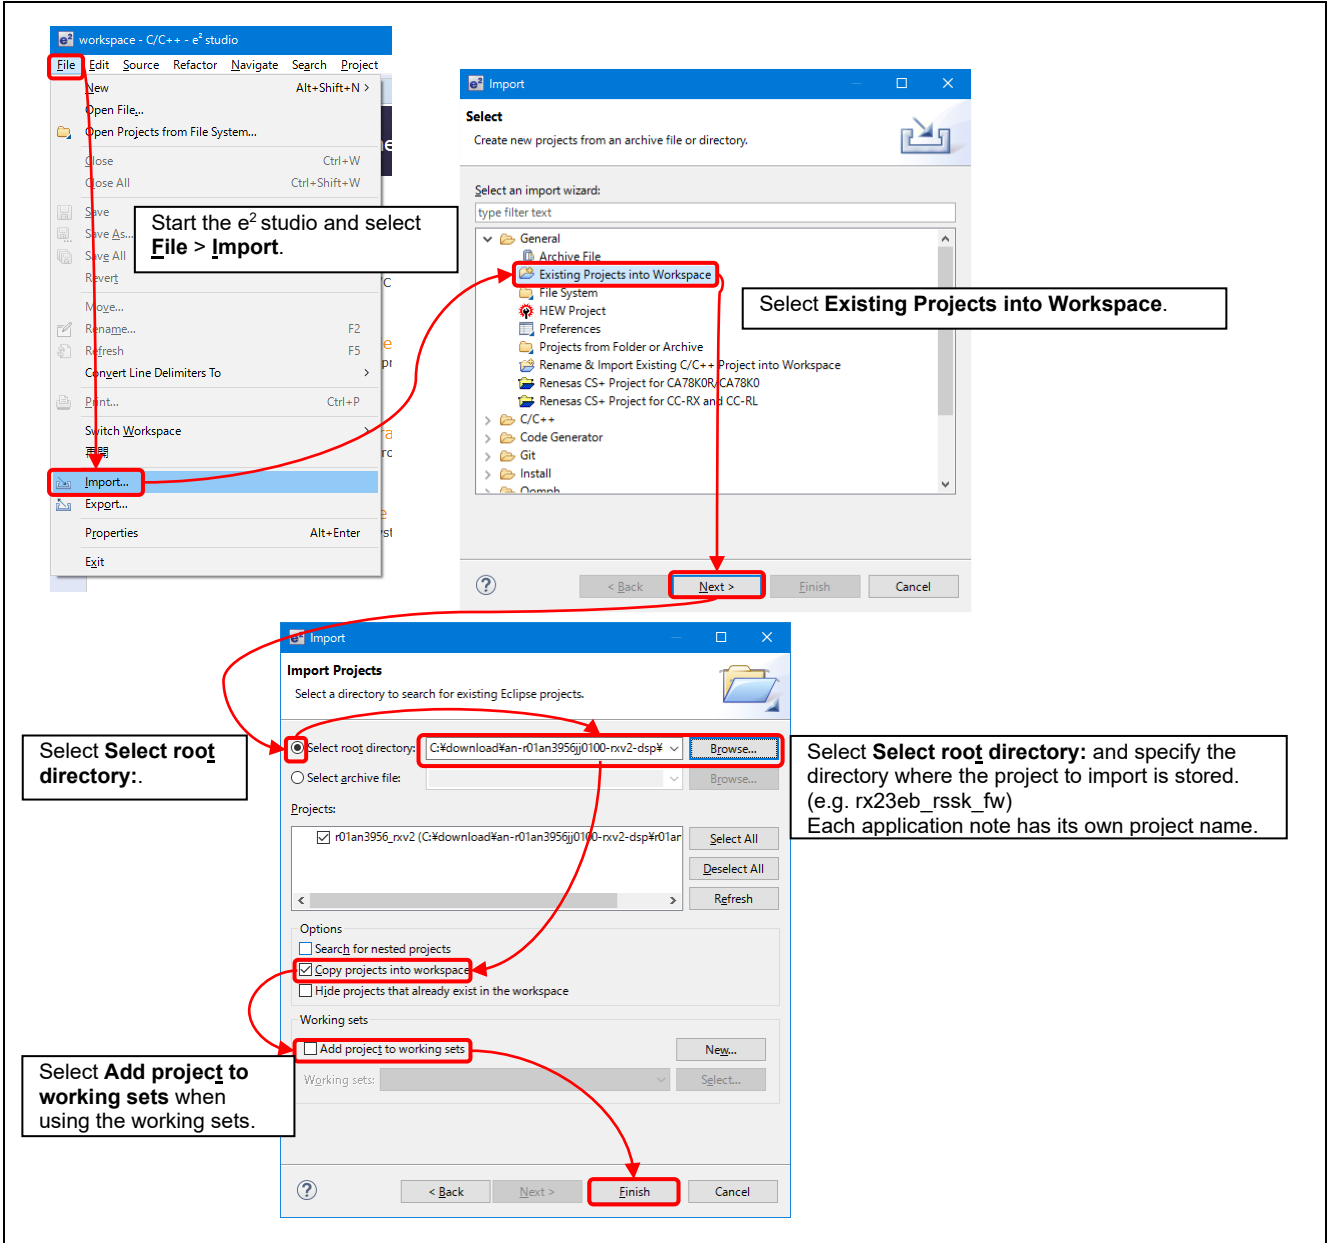 workspace - C/C++ - e² studio
File Edit Source Refactor Navigate Search Project
New Alt+Shift+N >
Open File...
Open Projects from File System...
Close Ctrl+W
Close All Ctrl+Shift+W
Save
Save As...
Save All
Revert
Move...
Rename... F2
Refresh F5
Convert Line Delimiters To >
Print... Ctrl+P
Switch Workspace >
再開
Import...
Export...
Properties Alt+Enter
Exit
Start the e² studio and select
File > Import.
Import
Select
Create new projects from an archive file or directory.
Select an import wizard:
type filter text
General
Archive File
Existing Projects into Workspace
File System
HEW Project
Preferences
Projects from Folder or Archive
Rename & Import Existing C/C++ Project into Workspace
Renesas CS+ Project for CA78K0R/CA78K0
Renesas CS+ Project for CC-RX and CC-RL
> C/C++
> Code Generator
> Git
> Install
> Oomph
< Back Next > Finish Cancel
Select Existing Projects into Workspace.
Import
Import Projects
Select a directory to search for existing Eclipse projects.
Select root directory: C:¥download¥an-r01an3956jj0100-rxv2-dsp¥ Browse...
Select archive file: Browse...
Projects:
r01an3956_rxv2 (C:¥download¥an-r01an3956jj0100-rxv2-dsp¥r01an
Select All
Deselect All
Refresh
Options
Search for nested projects
Copy projects into workspace
Hide projects that already exist in the workspace
Working sets
Add project to working sets New...
Working sets: Select...
< Back Next > Finish Cancel
Select Select root
directory:.
Select Select root directory: and specify the
directory where the project to import is stored.
(e.g. rx23eb_rssk_fw)
Each application note has its own project name.
Select Add project to
working sets when
using the working sets.